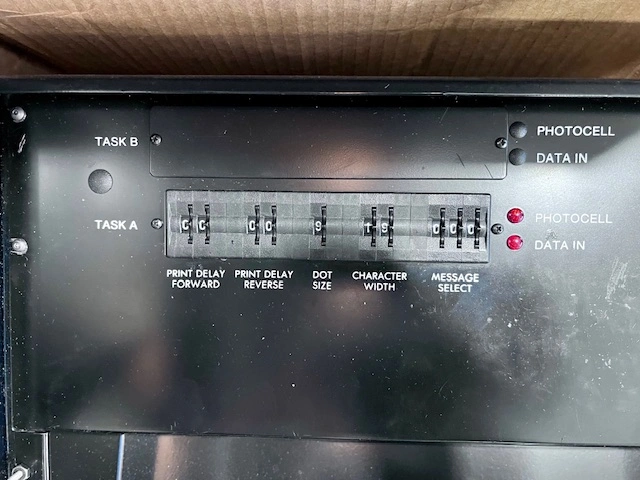 TASK B
PHOTOCELL
DATA IN
TASK A
9
PHOTOCELL
DATA IN
PRINT DELAY
FORWARD
PRINT DELAY
REVERSE
DOT
SIZE
CHARACTER
WIDTH
MESSAGE
SELECT